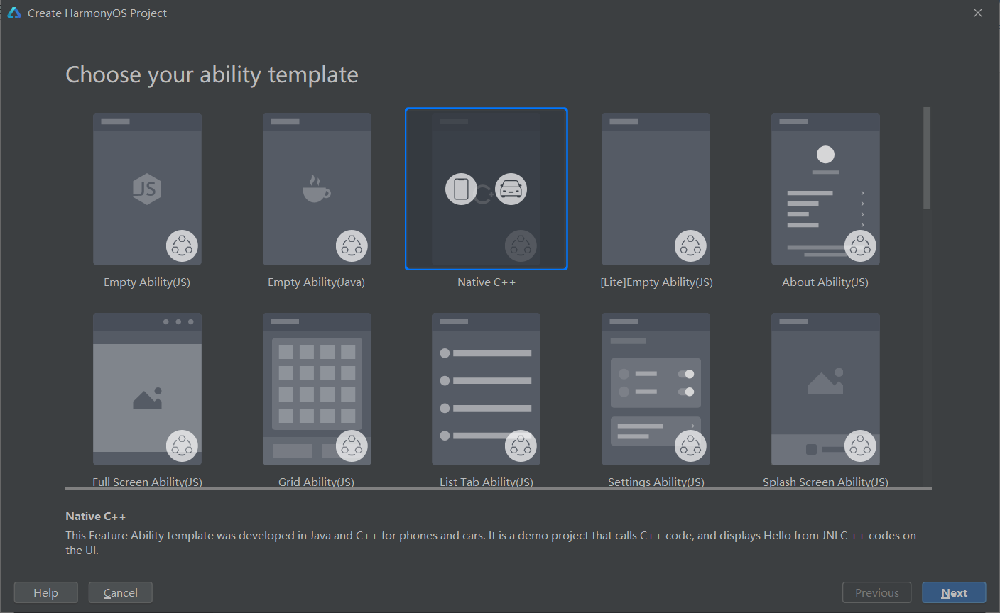 Create HarmonyOS Project
Choose your ability template
JS
Empty Ability(JS)
Empty Ability(Java)
Native C++
[Lite]Empty Ability(JS)
About Ability(JS)
Full Screen Ability(JS)
Grid Ability(JS)
List Tab Ability(JS)
Settings Ability(JS)
Splash Screen Ability(JS)
Native C++
This Feature Ability template was developed in Java and C++ for phones and cars. It is a demo project that calls C++ code, and displays Hello from JNI C ++ codes on
the UI.
Help
Cancel
Previous
Next